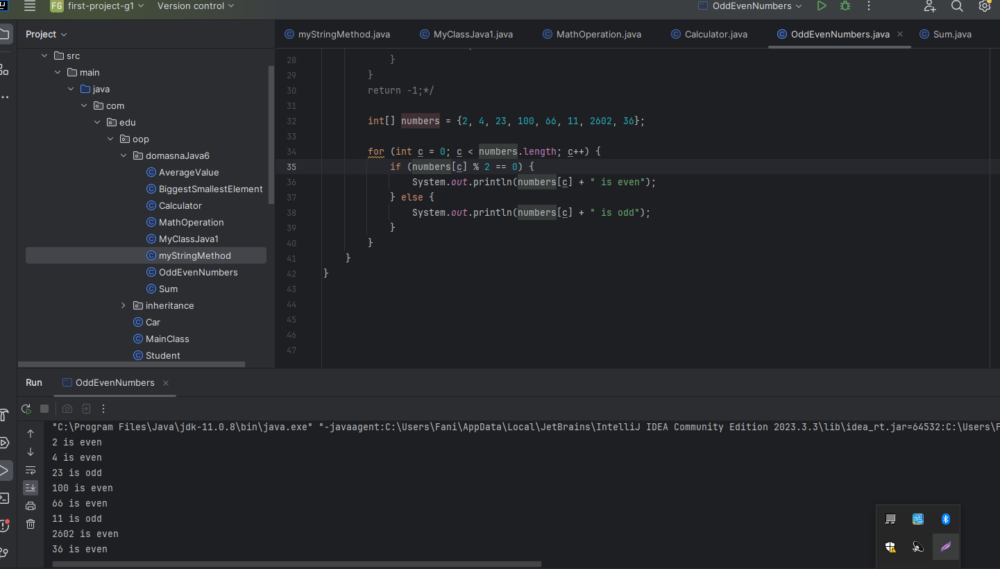 FG first-project-g1 Version control OddEvenNumbers
Project
myStringMethod.java MyClassJava1.java MathOperation.java Calculator.java OddEvenNumbers.java Sum.java
src
main
java
com
edu
oop
domasnaJava6
AverageValue
BiggestSmallestElement
Calculator
MathOperation
MyClassJava1
myStringMethod
OddEvenNumbers
Sum
inheritance
Car
MainClass
Student
28 }
29 }
30 return -1;*/
31
32 int[] numbers = {2, 4, 23, 100, 66, 11, 2602, 36};
33
34 for (int c = 0; c < numbers.length; c++) {
35 if (numbers[c] % 2 == 0) {
36 System.out.println(numbers[c] + " is even");
37 } else {
38 System.out.println(numbers[c] + " is odd");
39 }
40 }
41 }
42 }
43
44
45
46
47
Run OddEvenNumbers
"C:\Program Files\Java\jdk-11.0.8\bin\java.exe" "-javaagent:C:\Users\Fani\AppData\Local\JetBrains\IntelliJ IDEA Community Edition 2023.3.3\lib\idea_rt.jar=64532:C:\Users\F
2 is even
4 is even
23 is odd
100 is even
66 is even
11 is odd
2602 is even
36 is even